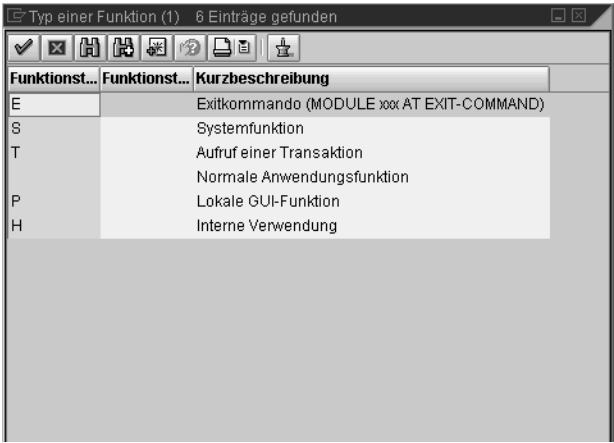 Typ einer Funktion (1) 6 Einträge gefunden
Funktionst... Funktionst... Kurzbeschreibung
E Exitkommando (MODULE xxx AT EXIT-COMMAND)
S Systemfunktion
T Aufruf einer Transaktion
Normale Anwendungsfunktion
P Lokale GUI-Funktion
H Interne Verwendung